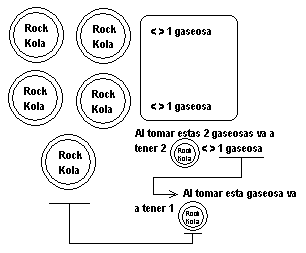 Rock
Kola
Rock
Kola
< > 1 gaseosa
Rock
Kola
Rock
Kola
< > 1 gaseosa
Rock
Kola
Al tomar estas 2 gaseosas va a
tener 2 Rock Kola < > 1 gaseosa
Al tomar esta gaseosa va
a tener 1 Rock Kola